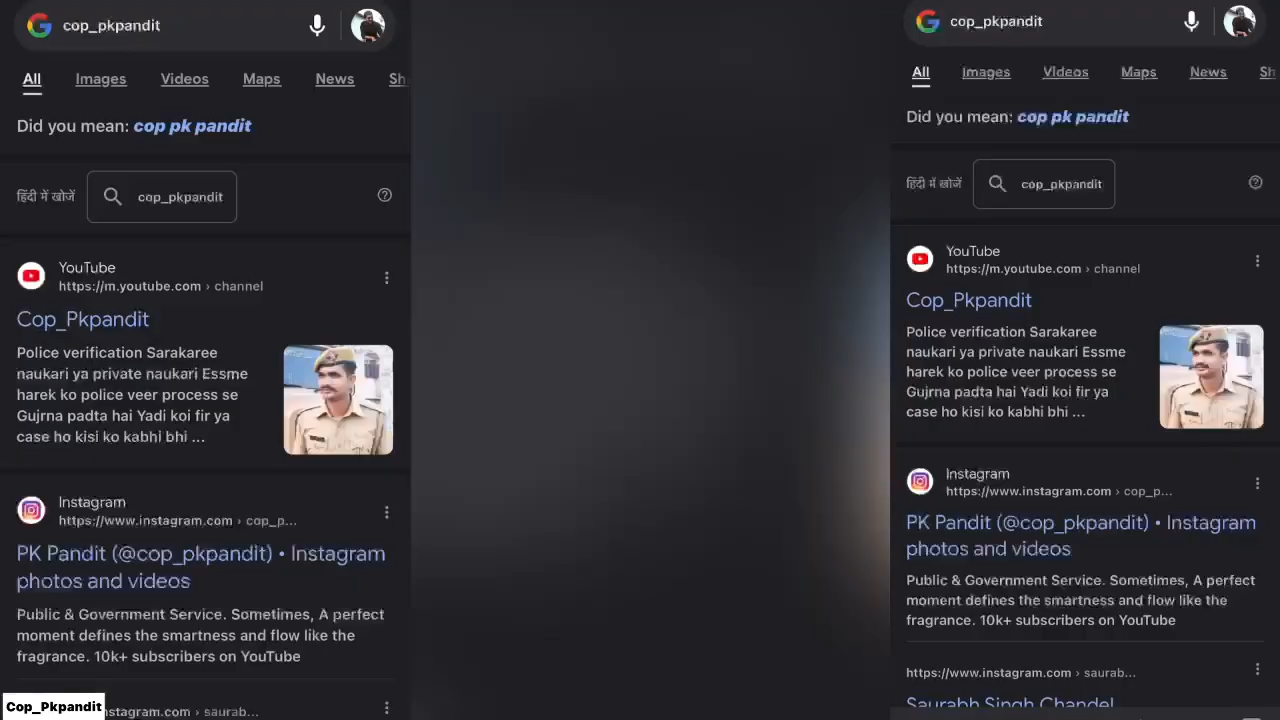 cop_pkpandit
All Images Videos Maps News Sh
Did you mean: cop pk pandit
हिंदी में खोजें cop_pkpandit
YouTube
https://m.youtube.com › channel
Cop_Pkpandit
Police verification Sarakaree
naukari ya private naukari Essme
harek ko police veer process se
Gujrna padta hai Yadi koi fir ya
case ho kisi ko kabhi bhi ...
Instagram
https://www.instagram.com › cop_p...
PK Pandit (@cop_pkpandit) • Instagram
photos and videos
Public & Government Service. Sometimes, A perfect
moment defines the smartness and flow like the
fragrance. 10k+ subscribers on YouTube
stagram.com › saurab...
Cop_Pkpandit
cop_pkpandit
All Images Videos Maps News Sh
Did you mean: cop pk pandit
हिंदी में खोजें cop_pkpandit
YouTube
https://m.youtube.com › channel
Cop_Pkpandit
Police verification Sarakaree
naukari ya private naukari Essme
harek ko police veer process se
Gujrna padta hai Yadi koi fir ya
case ho kisi ko kabhi bhi ...
Instagram
https://www.instagram.com › cop_p...
PK Pandit (@cop_pkpandit) • Instagram
photos and videos
Public & Government Service. Sometimes, A perfect
moment defines the smartness and flow like the
fragrance. 10k+ subscribers on YouTube
https://www.instagram.com › saurab...
Saurabh Singh Chandel